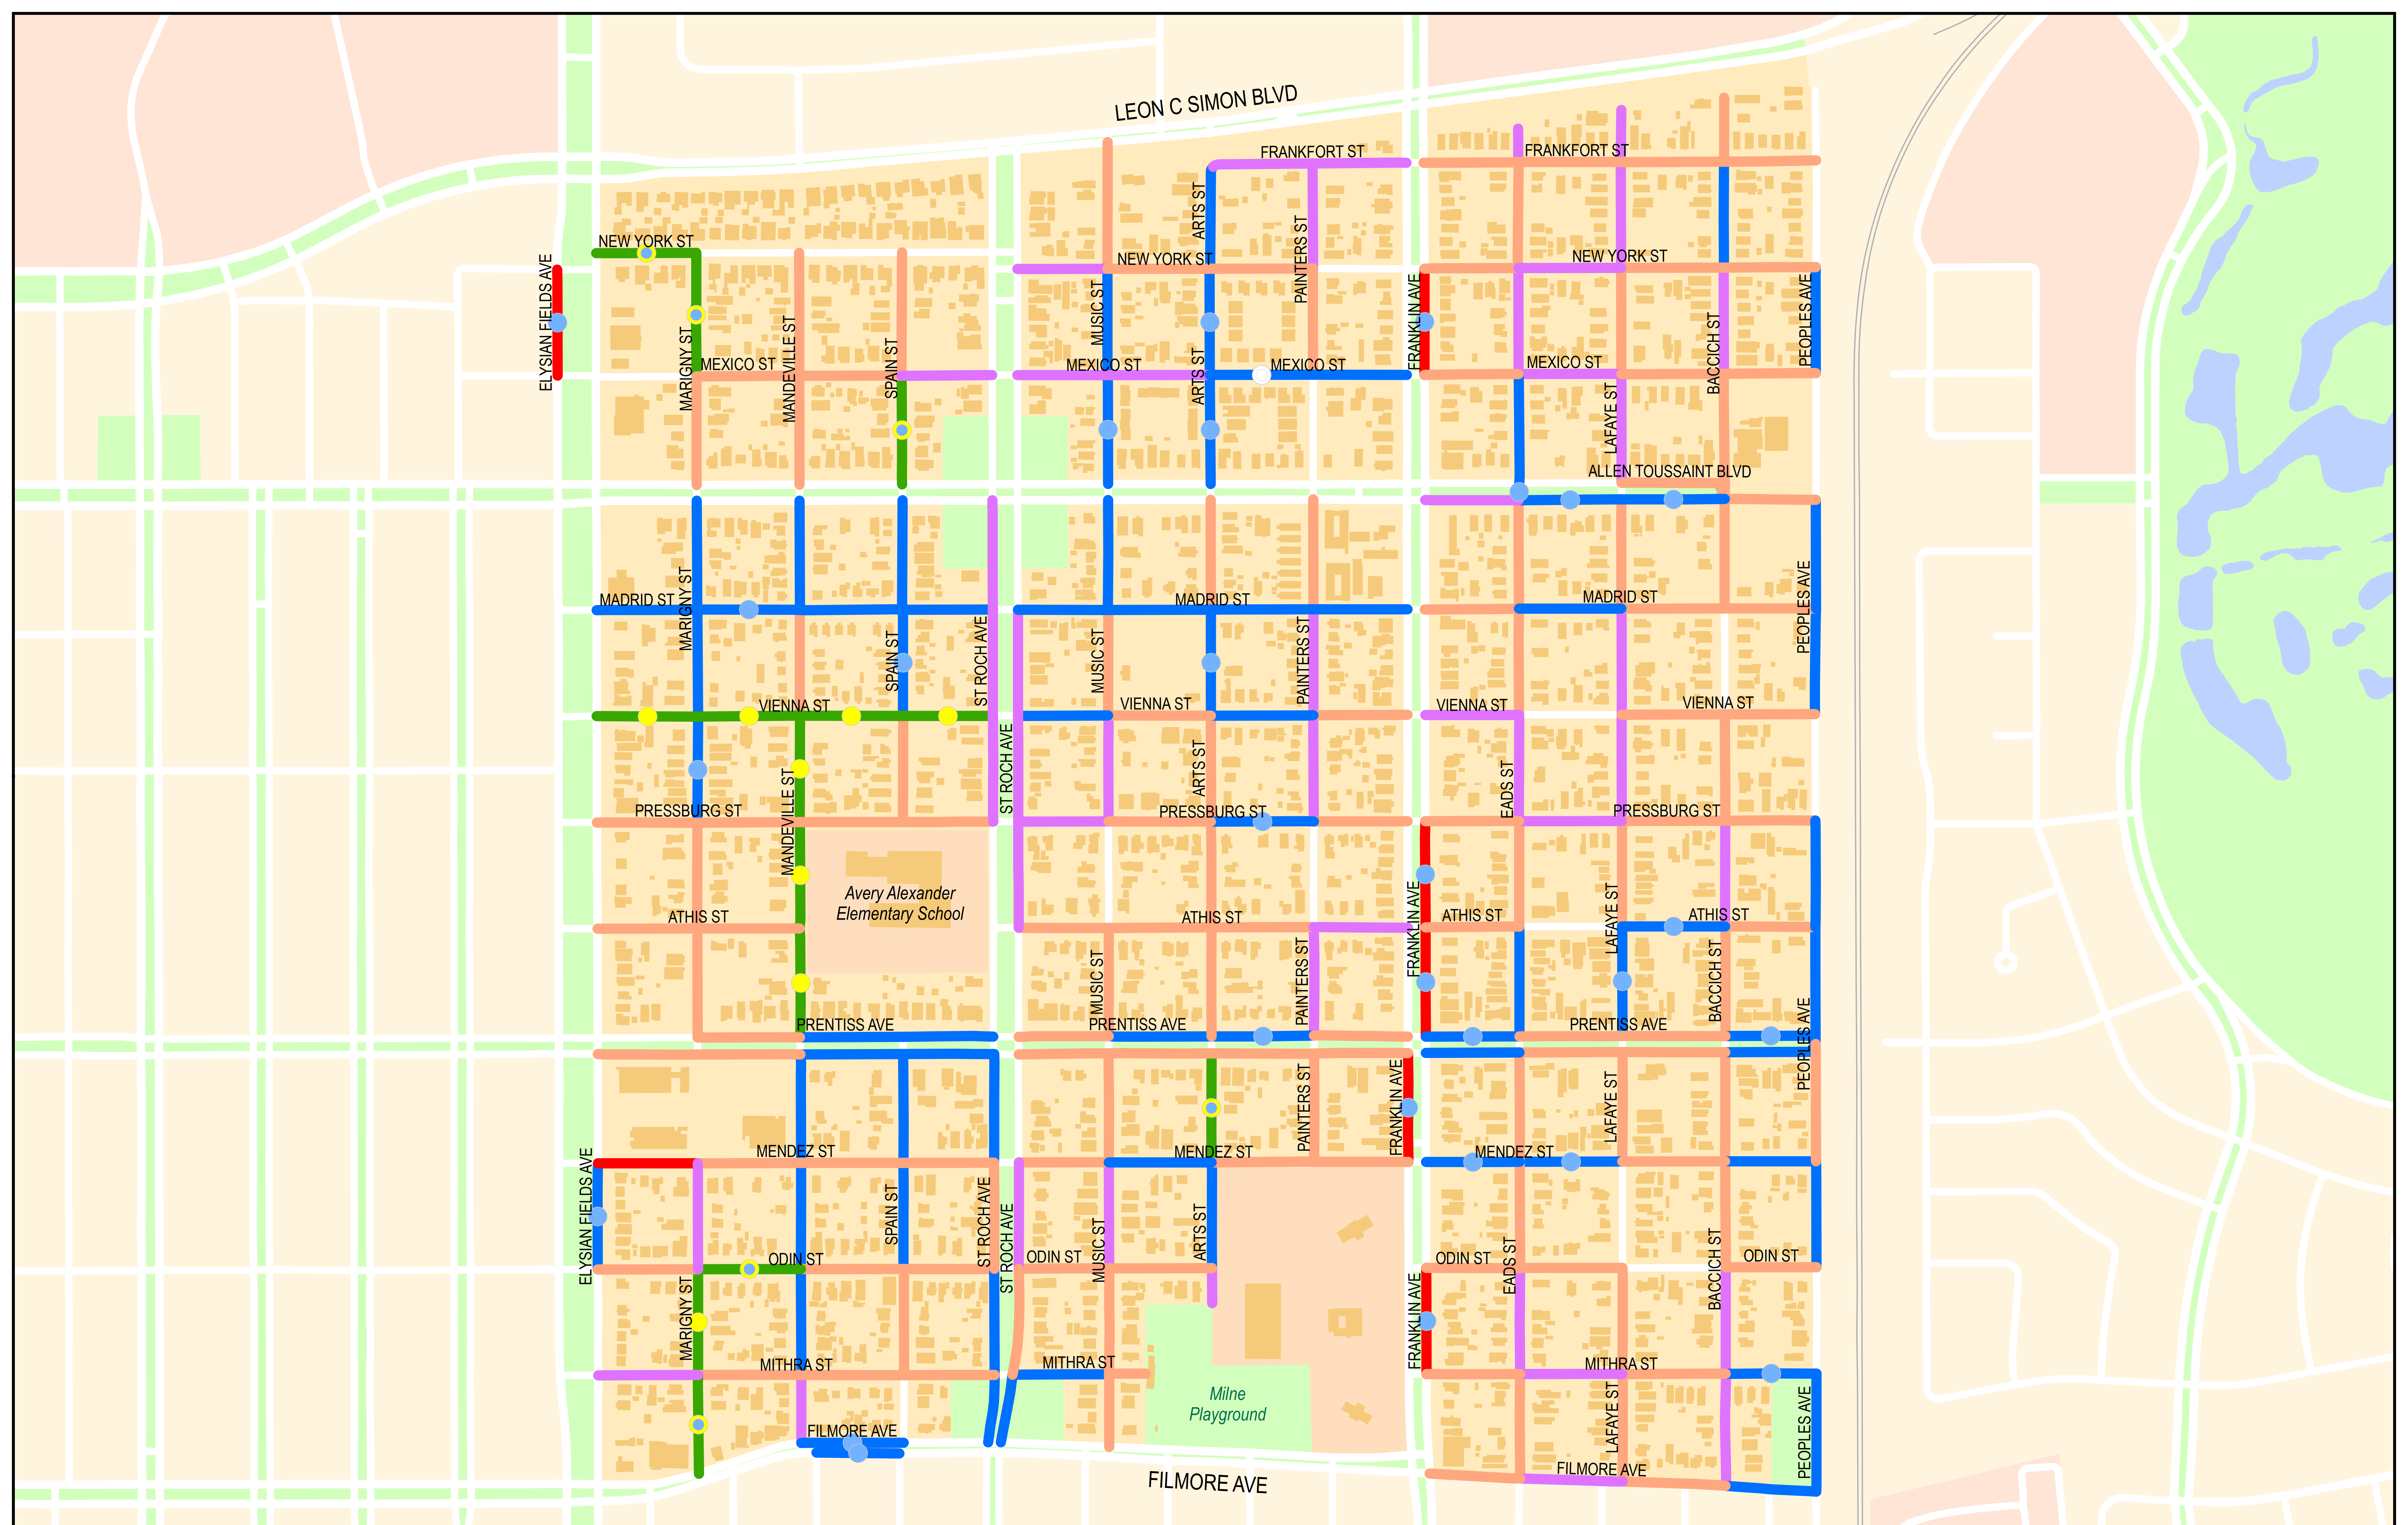 LEON C SIMON BLVD
FRANKFORT ST
FRANKFORT ST
ARTS ST
PAINTERS ST
NEW YORK ST
NEW YORK ST
NEW YORK ST
ELYSIAN FIELDS AVE
MARIGNY ST
MANDEVILLE ST
SPAIN ST
MUSIC ST
ARTS ST
FRANKLIN AVE
BACCICH ST
PEOPLES AVE
MEXICO ST
MEXICO ST
MEXICO ST
MEXICO ST
LAFAYE ST
ALLEN TOUSSAINT BLVD
MADRID ST
MADRID ST
MADRID ST
MARIGNY ST
SPAIN ST
ST ROCH AVE
MUSIC ST
PAINTERS ST
PEOPLES AVE
VIENNA ST
VIENNA ST
VIENNA ST
VIENNA ST
MANDEVILLE ST
ST ROCH AVE
ARTS ST
EADS ST
PRESSBURG ST
PRESSBURG ST
PRESSBURG ST
Avery Alexander
Elementary School
ATHIS ST
ATHIS ST
ATHIS ST
ATHIS ST
FRANKLIN AVE
LAFAYE ST
MUSIC ST
PAINTERS ST
BACCICH ST
PEOPLES AVE
PRENTISS AVE
PRENTISS AVE
PRENTISS AVE
PAINTERS ST
FRANKLIN AVE
LAFAYE ST
MENDEZ ST
MENDEZ ST
MENDEZ ST
ELYSIAN FIELDS AVE
SPAIN ST
ST ROCH AVE
ST ROCH AVE
MUSIC ST
ARTS ST
EADS ST
BACCICH ST
ODIN ST
ODIN ST
ODIN ST
ODIN ST
MARIGNY ST
FRANKLIN AVE
MITHRA ST
MITHRA ST
MITHRA ST
Milne
Playground
LAFAYE ST
PEOPLES AVE
FILMORE AVE
FILMORE AVE
FILMORE AVE